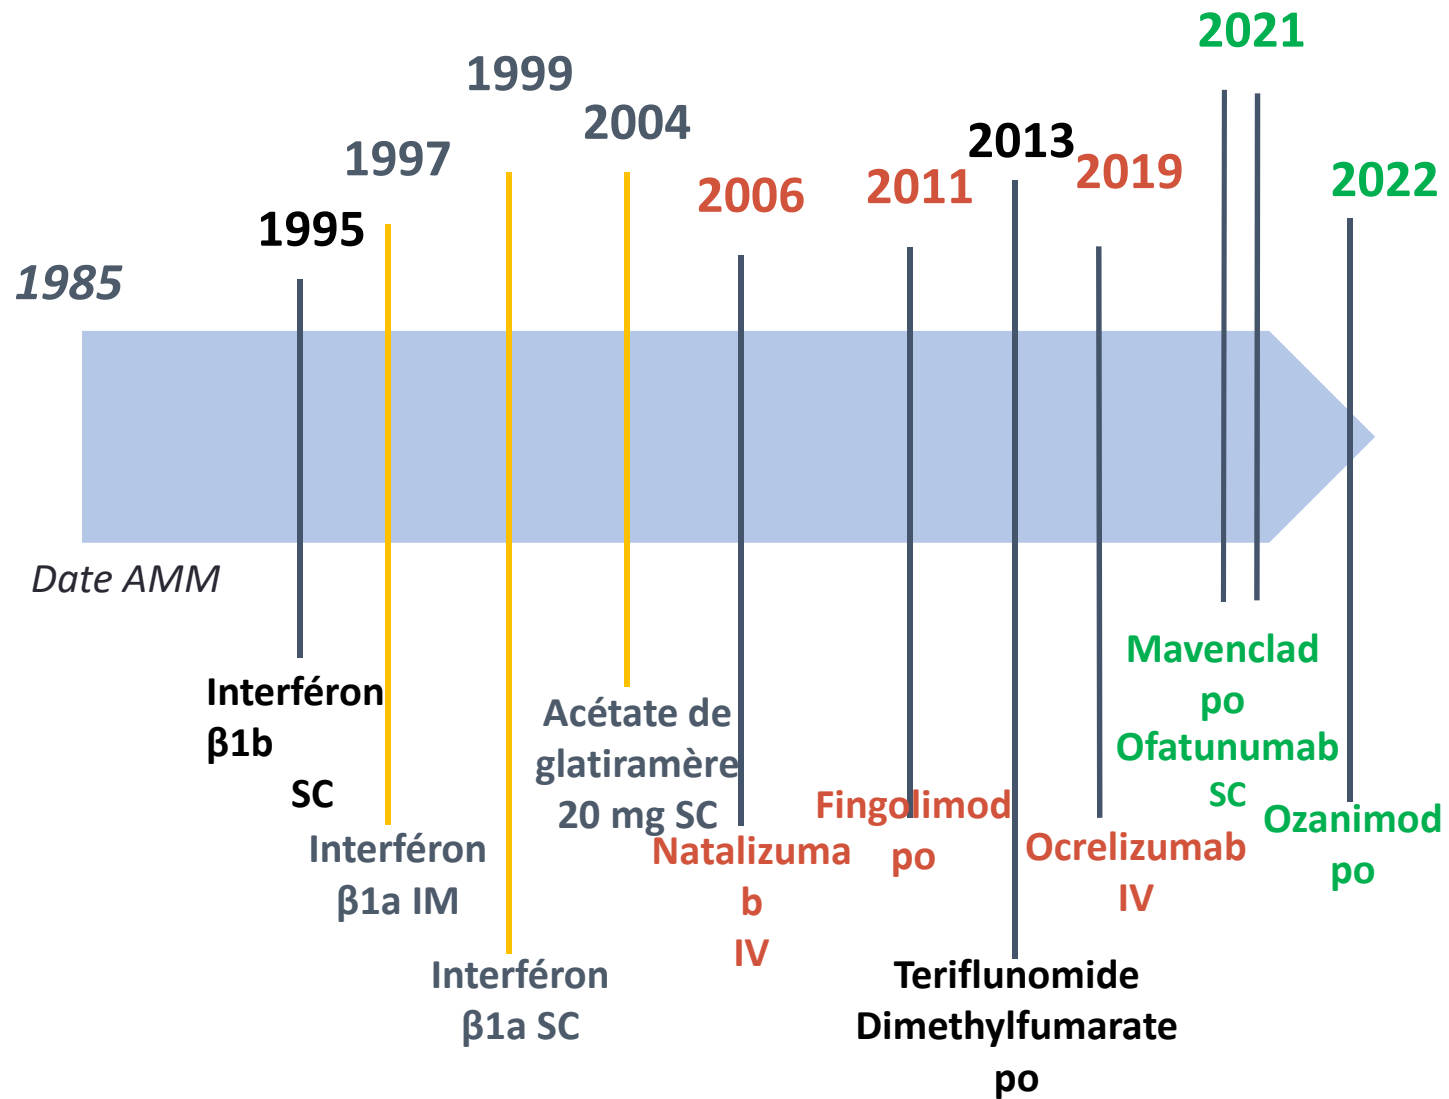 2021
1999
2004
2013
1997
2019
2022
2006
2011
1995
1985
Date AMM
Interféron
β1b
SC
Interféron
β1a IM
Interféron
β1a SC
Acétate de
glatiramère
20 mg SC
Natalizuma
b
IV
Fingolimod
po
Teriflunomide
Dimethylfumarate
po
Ocrelizumab
IV
Mavenclad
po
Ofatunumab
SC
Ozanimod
po